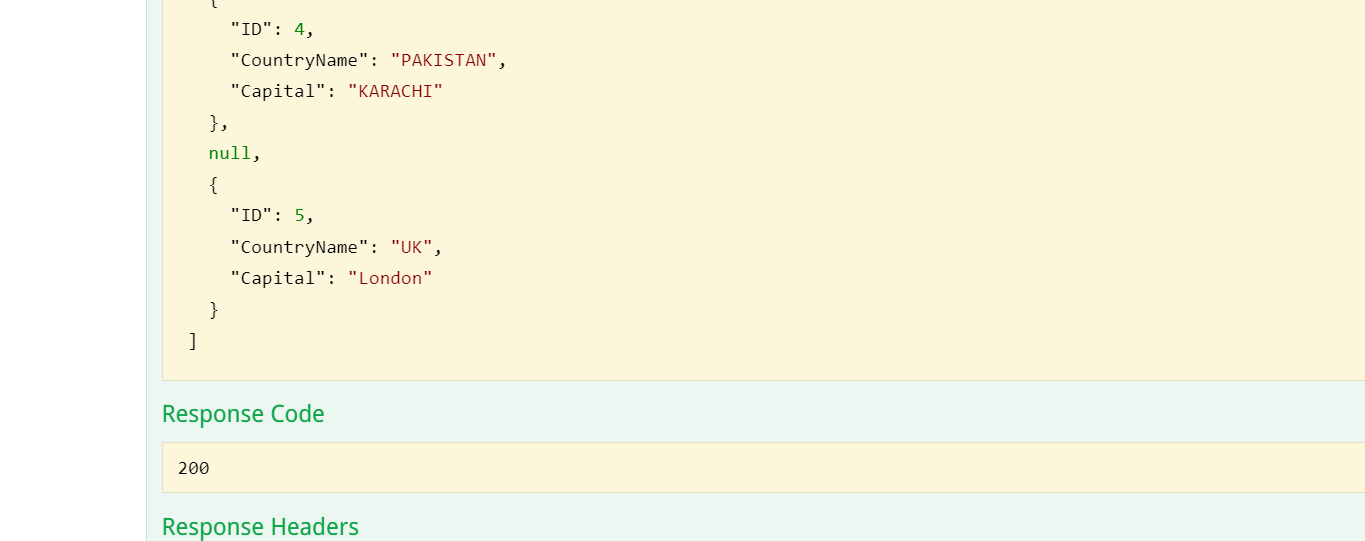 {
"ID": 4,
"CountryName": "PAKISTAN",
"Capital": "KARACHI"
},
null,
{
"ID": 5,
"CountryName": "UK",
"Capital": "London"
}
]
Response Code
200
Response Headers